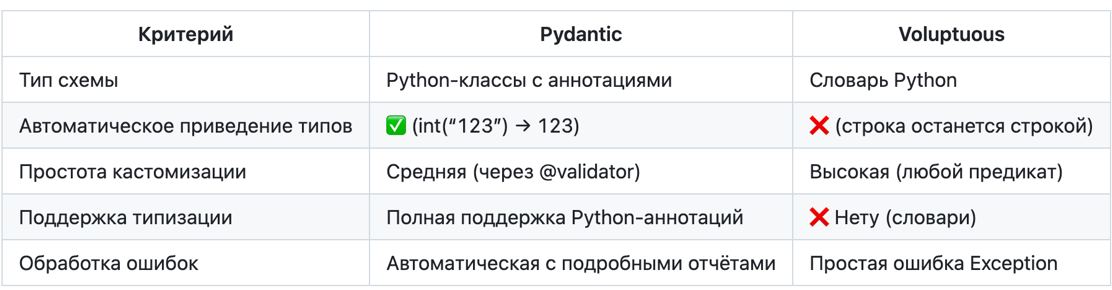 Критерий Pydantic Voluptuous
Тип схемы Python-классы с аннотациями Словарь Python
Автоматическое приведение типов ✅ (int(“123”) → 123) ❌ (строка останется строкой)
Простота кастомизации Средняя (через @validator) Высокая (любой предикат)
Поддержка типизации Полная поддержка Python-аннотаций ❌ Нету (словари)
Обработка ошибок Автоматическая с подробными отчётами Простая ошибка Exception